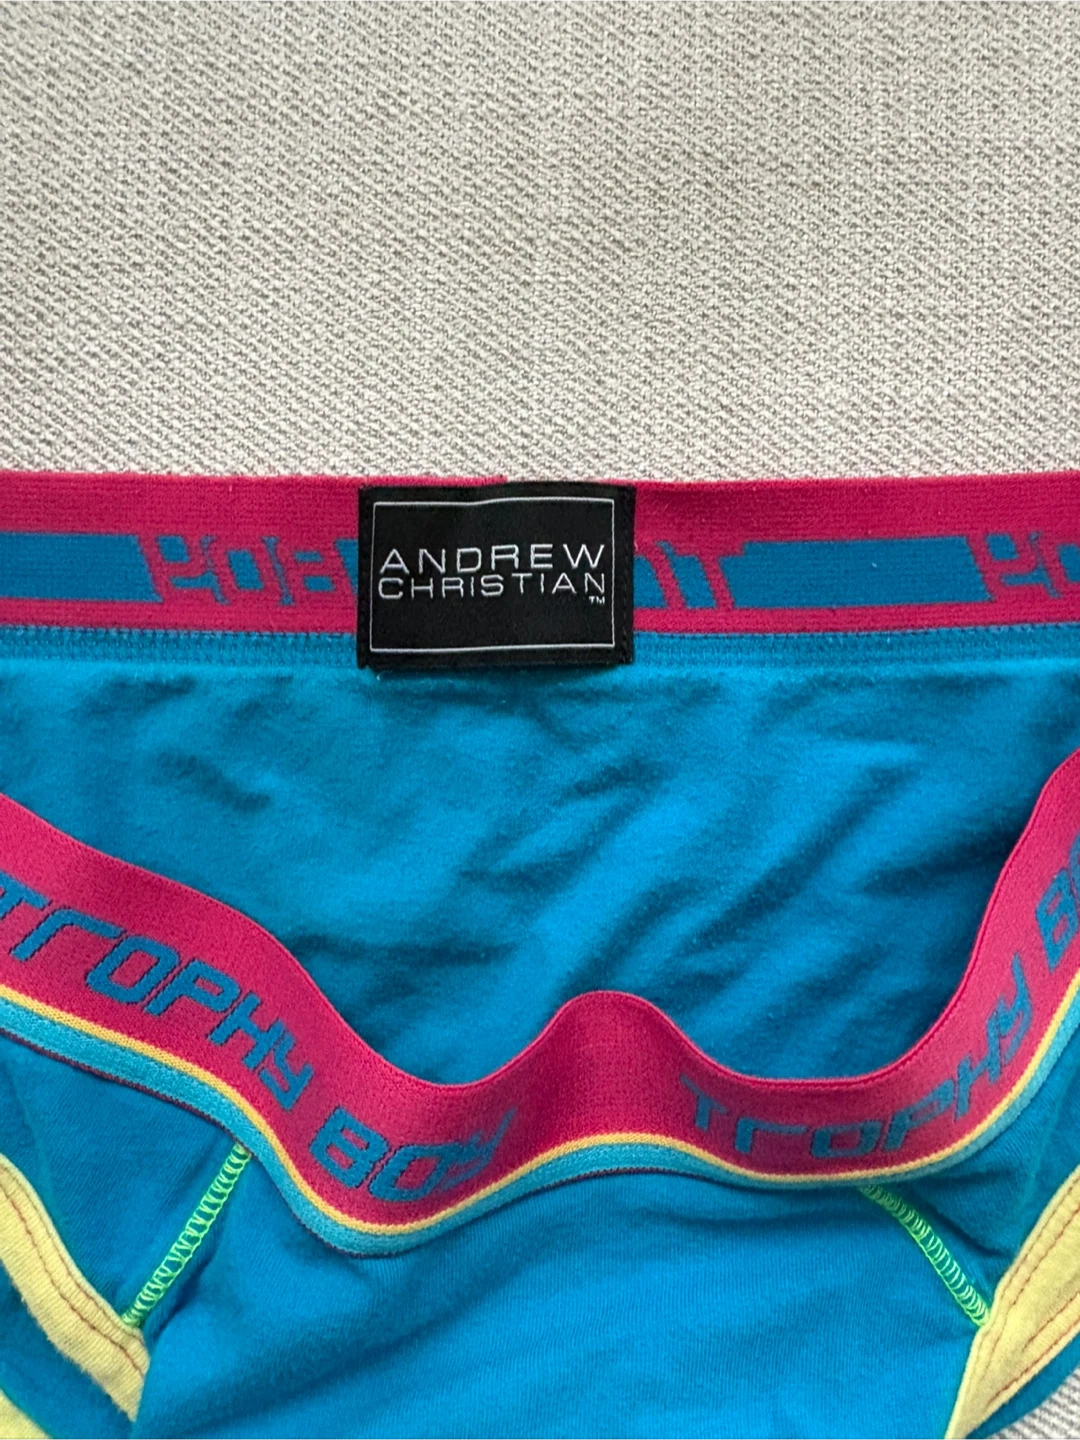 ANDREW
CHRISTIAN
TM
TROPHY BOY
TROPHY BO